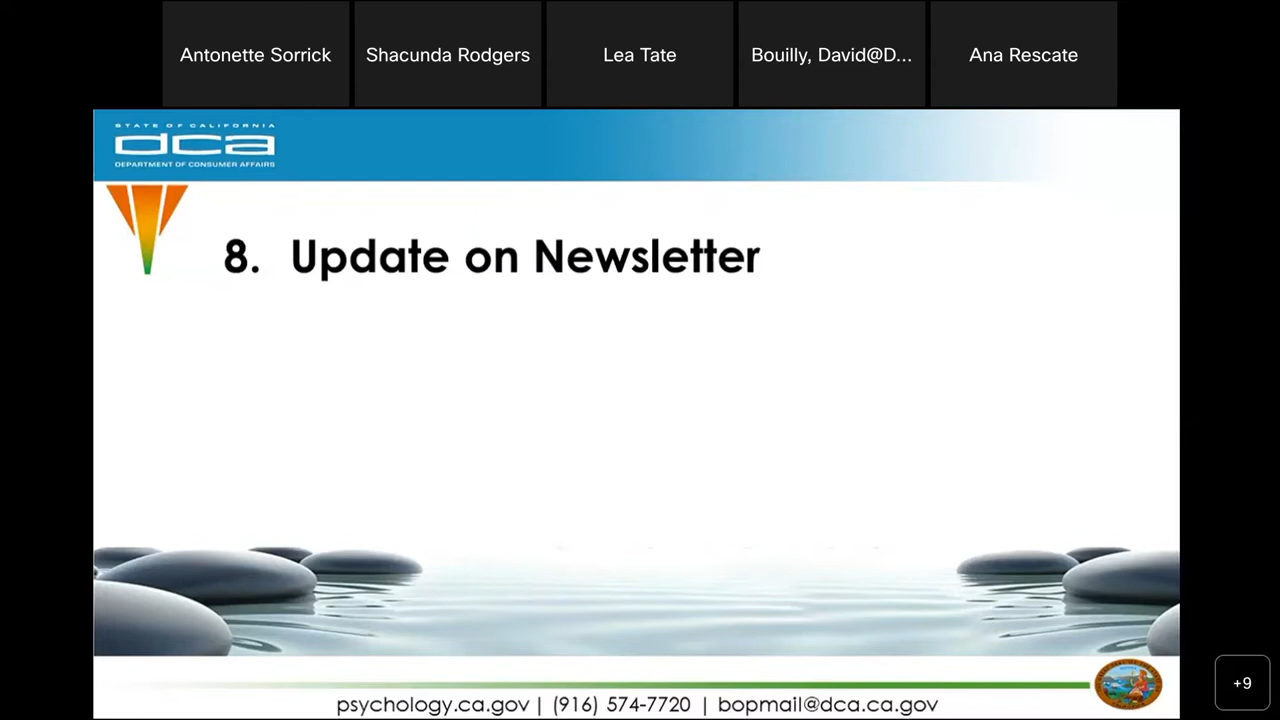 Antonette Sorrick
Shacunda Rodgers
Lea Tate
Bouilly, David@D...
Ana Rescate
STATE OF CALIFORNIA
dca
DEPARTMENT OF CONSUMER AFFAIRS
8. Update on Newsletter
psychology.ca.gov | (916) 574-7720 | bopmail@dca.ca.gov
+9